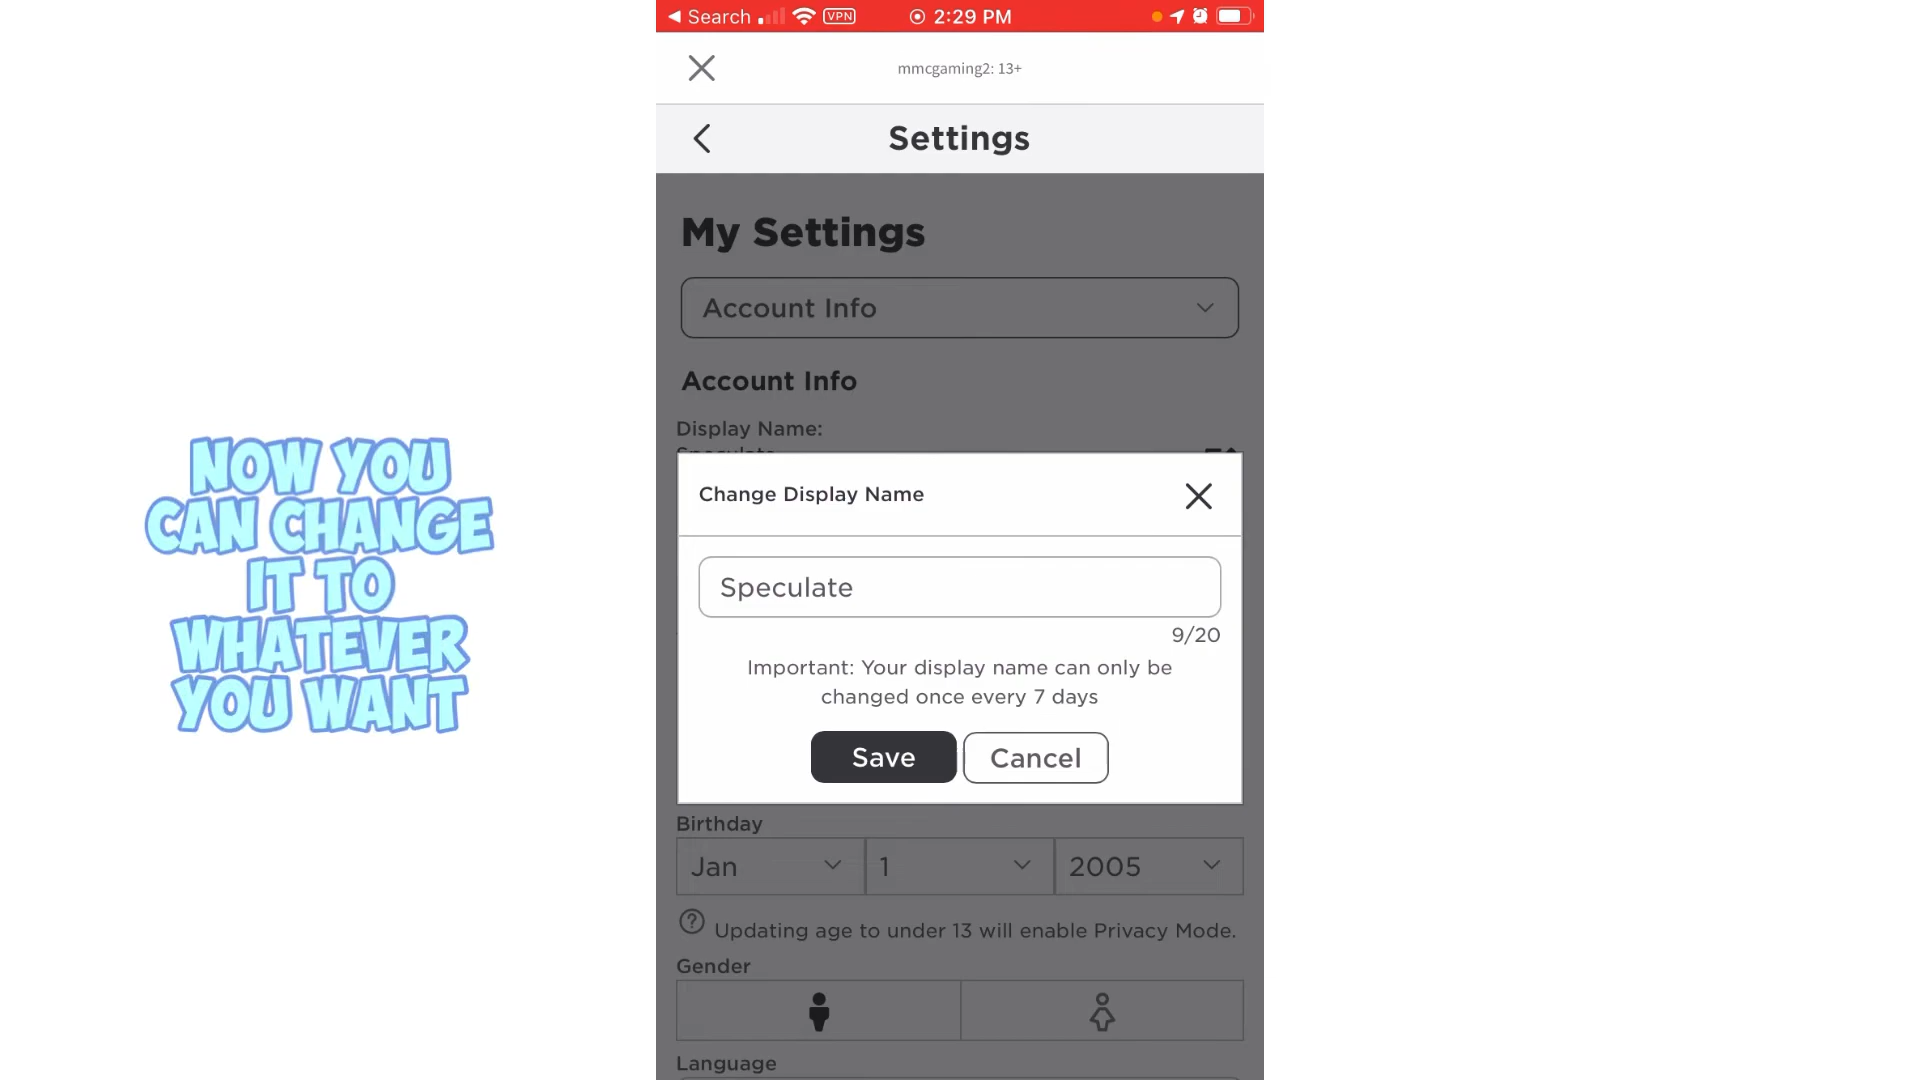 Search VPN 2:29 PM
mmcgaming2: 13+
Settings
My Settings
Account Info
Account Info
Display Name:
Change Display Name
Speculate
9/20
Important: Your display name can only be
changed once every 7 days
Save Cancel
Birthday
Jan 1 2005
Updating age to under 13 will enable Privacy Mode.
Gender
Language
NOW YOU
CAN CHANGE
IT TO
WHATEVER
YOU WANT